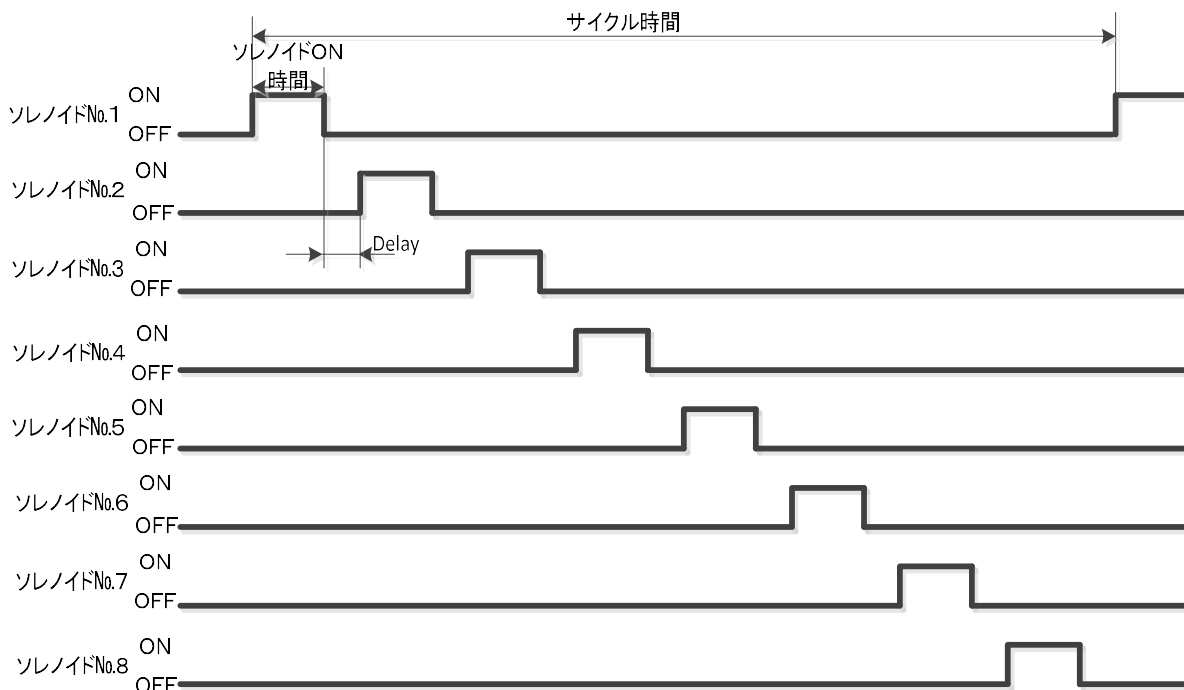 サイクル時間
ソレノイドON
時間
ON
ソレノイドNo.1
OFF
ON
ソレノイドNo.2
OFF
Delay
ON
ソレノイドNo.3
OFF
ON
ソレノイドNo.4
OFF
ON
ソレノイドNo.5
OFF
ON
ソレノイドNo.6
OFF
ON
ソレノイドNo.7
OFF
ON
ソレノイドNo.8
OFF